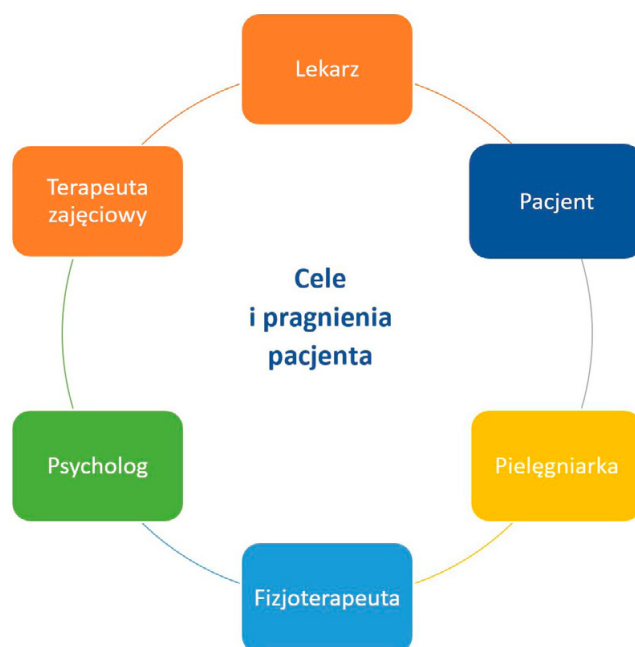 Lekarz
Pacjent
Pielęgniarka
Fizjoterapeuta
Psycholog
Terapeuta
zajęciowy
Cele
i pragnienia
pacjenta